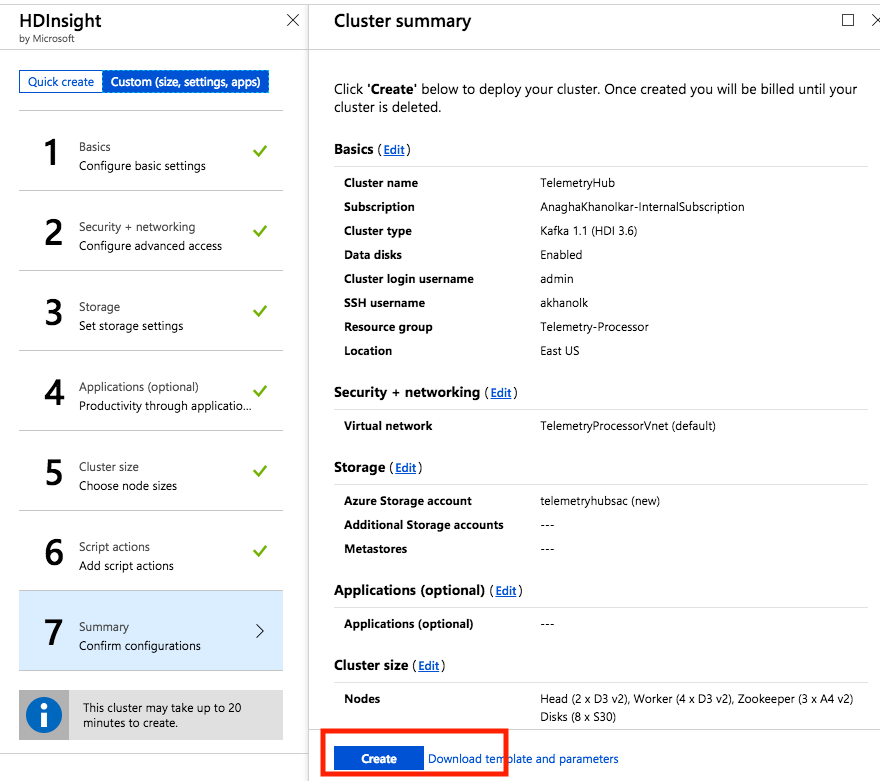 HDInsight
by Microsoft
Quick create
Custom (size, settings, apps)
1
Basics
Configure basic settings
2
Security + networking
Configure advanced access
3
Storage
Set storage settings
4
Applications (optional)
Productivity through applicatio...
5
Cluster size
Choose node sizes
6
Script actions
Add script actions
7
Summary
Confirm configurations
This cluster may take up to 20
minutes to create.
Cluster summary
Click 'Create' below to deploy your cluster. Once created you will be billed until your
cluster is deleted.
Basics (Edit)
Cluster name TelemetryHub
Subscription AnaghaKhanolkar-InternalSubscription
Cluster type Kafka 1.1 (HDI 3.6)
Data disks Enabled
Cluster login username admin
SSH username akhanolk
Resource group Telemetry-Processor
Location East US
Security + networking (Edit)
Virtual network TelemetryProcessorVnet (default)
Storage (Edit)
Azure Storage account telemetryhubsac (new)
Additional Storage accounts ---
Metastores ---
Applications (optional) (Edit)
Applications (optional) ---
Cluster size (Edit)
Nodes Head (2 x D3 v2), Worker (4 x D3 v2), Zookeeper (3 x A4 v2)
Disks (8 x S30)
Create Download template and parameters